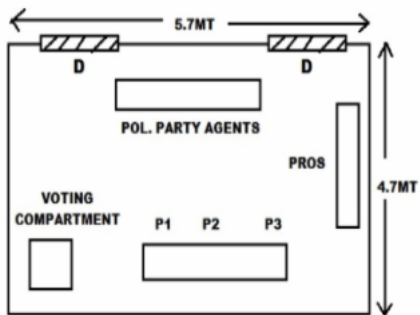 5.7MT
D D
POL. PARTY AGENTS
PROS
4.7MT
VOTING
COMPARTMENT
P1 P2 P3